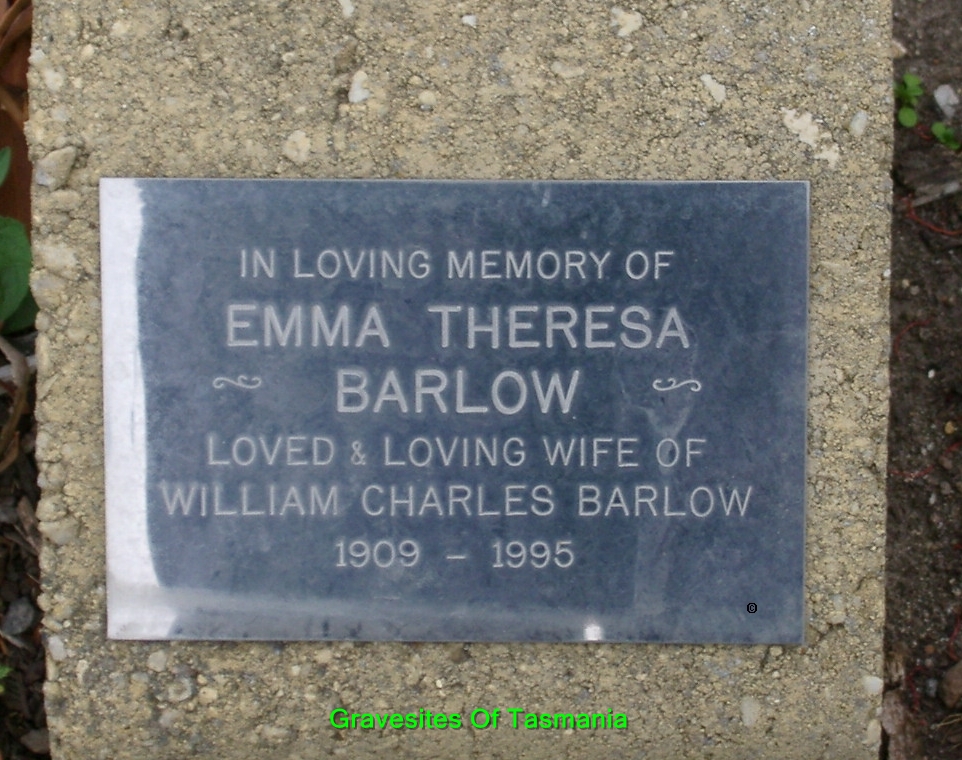 IN LOVING MEMORY OF
EMMA THERESA
BARLOW
LOVED & LOVING WIFE OF
WILLIAM CHARLES BARLOW
1909 – 1995
©
Gravesites Of Tasmania